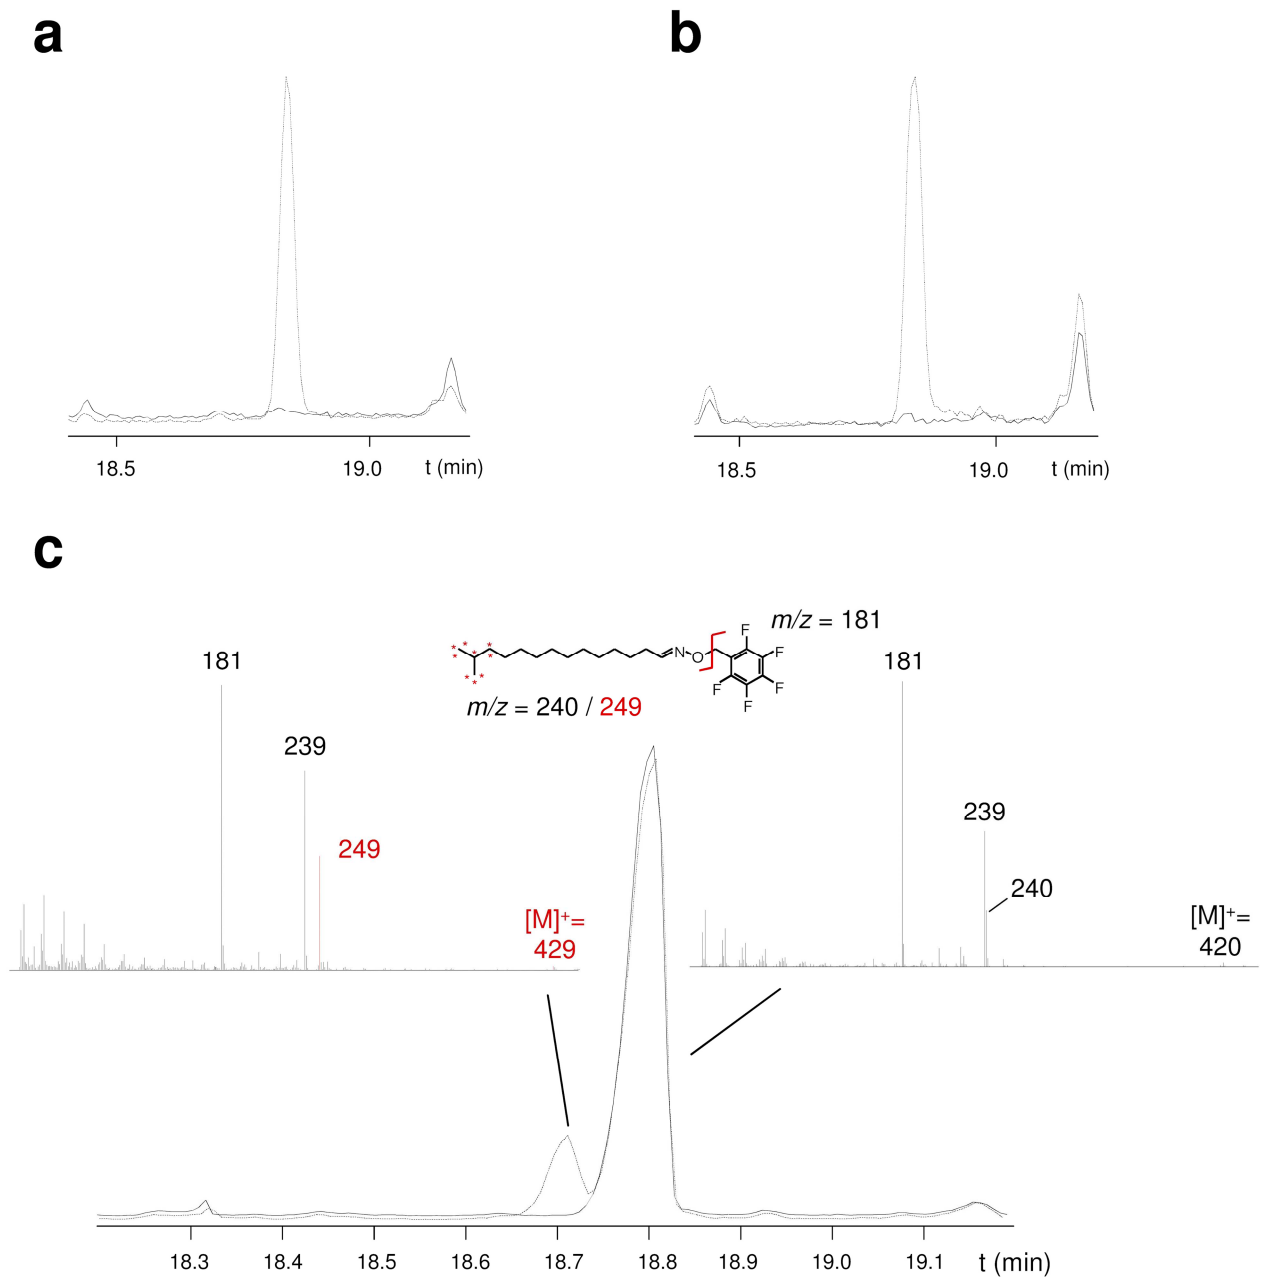 a
b
18.5
19.0
t (min)
18.5
19.0
t (min)
c
m/z = 181
F
F
F
F
F
N
O
* * * * * * * * *
m/z = 240 / 249
181
239
249
[M]+=
429
181
239
240
[M]+=
420
18.3
18.4
18.5
18.6
18.7
18.8
18.9
19.0
19.1
t (min)